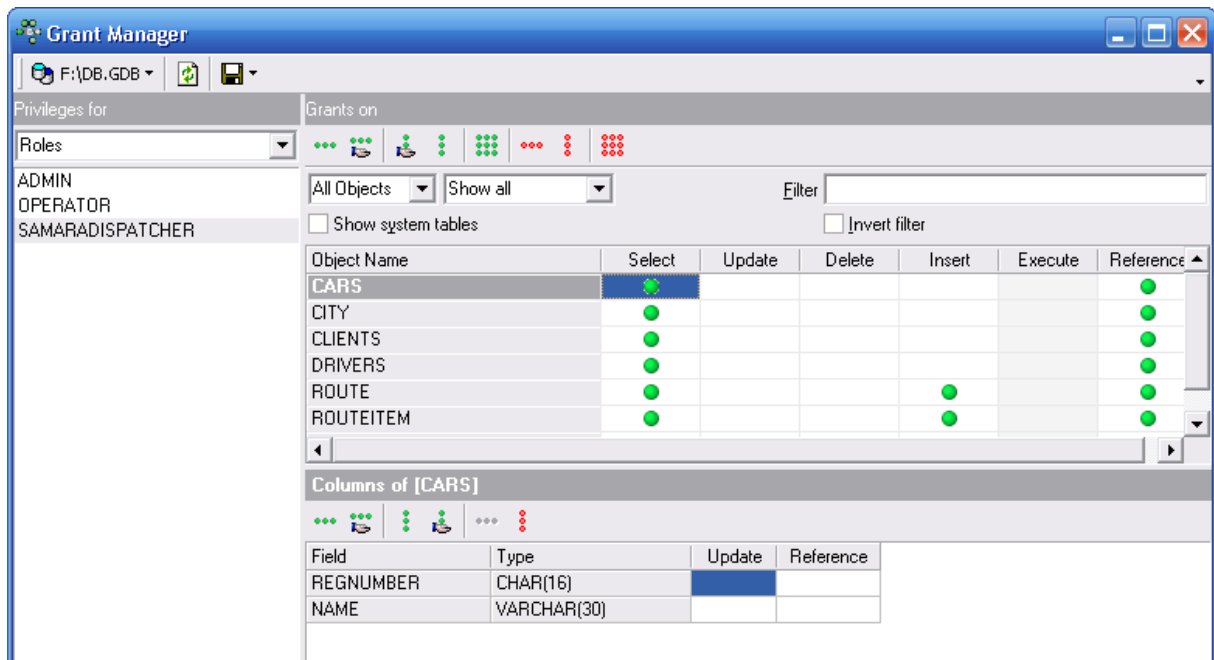 Grant Manager
F:\DB.GDB
Privileges for
Grants on
Roles
ADMIN
OPERATOR
SAMARADISPATCHER
All Objects Show all Filter
Show system tables Invert filter
Object Name Select Update Delete Insert Execute Reference
CARS
CITY
CLIENTS
DRIVERS
ROUTE
ROUTEITEM
Columns of [CARS]
Field Type Update Reference
REGNUMBER CHAR(16)
NAME VARCHAR(30)